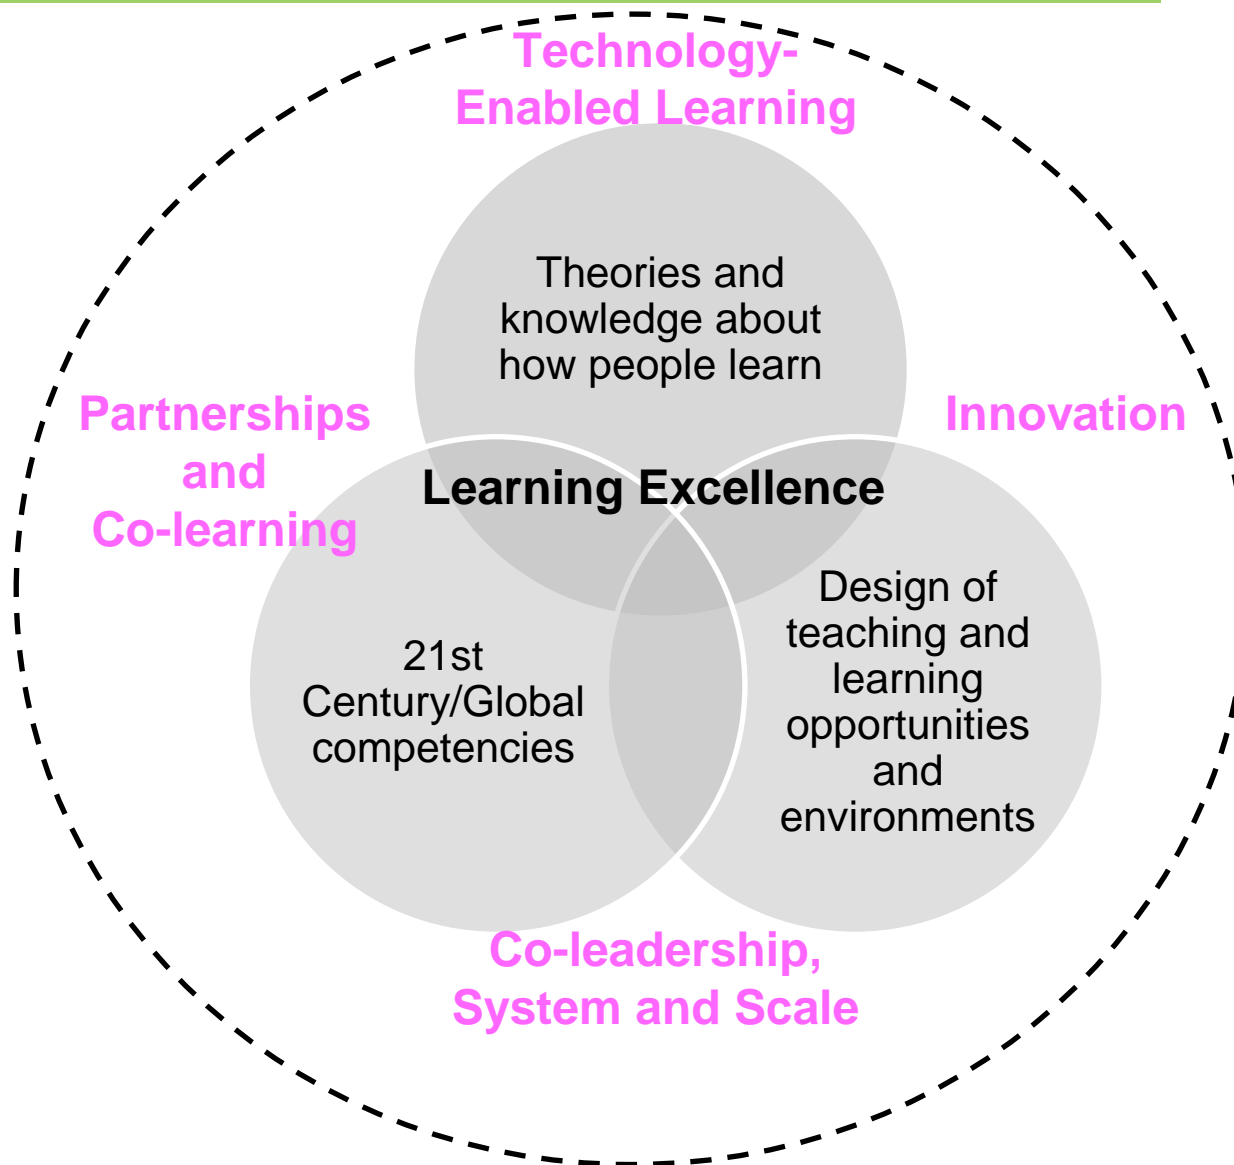 Technology-
Enabled Learning
Theories and
knowledge about
how people learn
Partnerships
and
Co-learning
Innovation
Learning Excellence
21st
Century/Global
competencies
Design of
teaching and
learning
opportunities
and
environments
Co-leadership,
System and Scale